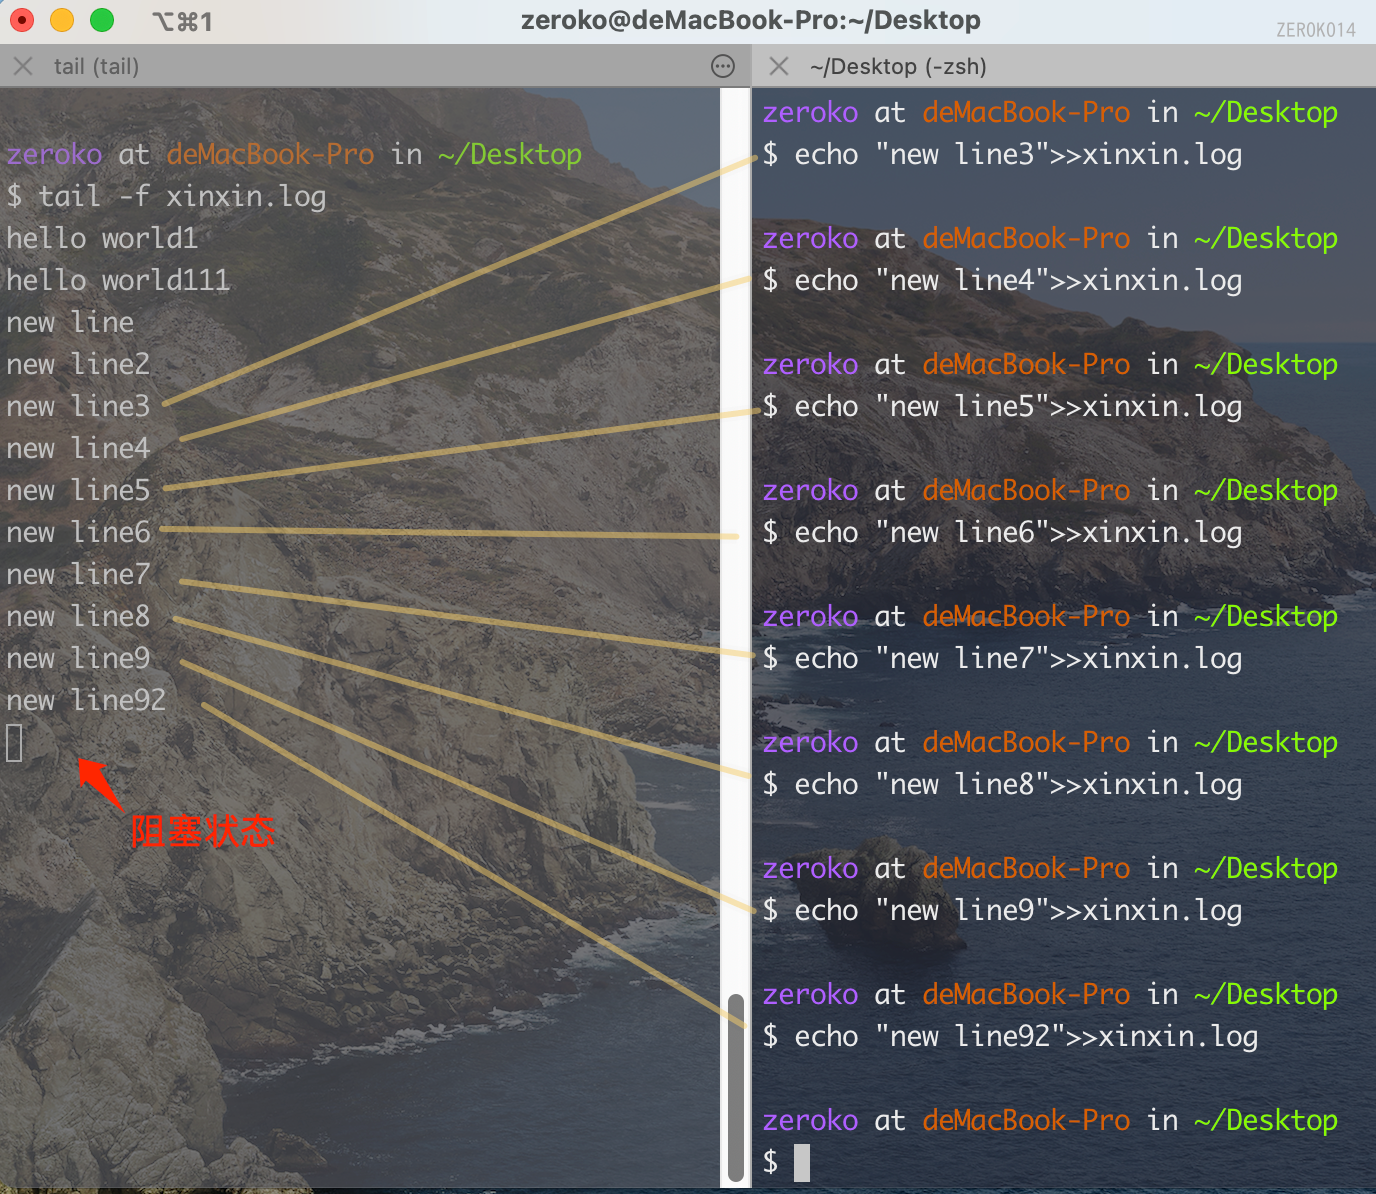 ⌥⌘1
zeroko@deMacBook-Pro:~/Desktop
ZEROKO14
tail (tail)
~/Desktop (-zsh)
zeroko at deMacBook-Pro in ~/Desktop
$ tail -f xinxin.log
hello world1
hello world111
new line
new line2
new line3
new line4
new line5
new line6
new line7
new line8
new line9
new line92
阻塞状态
zeroko at deMacBook-Pro in ~/Desktop
$ echo "new line3">>xinxin.log
zeroko at deMacBook-Pro in ~/Desktop
$ echo "new line4">>xinxin.log
zeroko at deMacBook-Pro in ~/Desktop
$ echo "new line5">>xinxin.log
zeroko at deMacBook-Pro in ~/Desktop
$ echo "new line6">>xinxin.log
zeroko at deMacBook-Pro in ~/Desktop
$ echo "new line7">>xinxin.log
zeroko at deMacBook-Pro in ~/Desktop
$ echo "new line8">>xinxin.log
zeroko at deMacBook-Pro in ~/Desktop
$ echo "new line9">>xinxin.log
zeroko at deMacBook-Pro in ~/Desktop
$ echo "new line92">>xinxin.log
zeroko at deMacBook-Pro in ~/Desktop
$